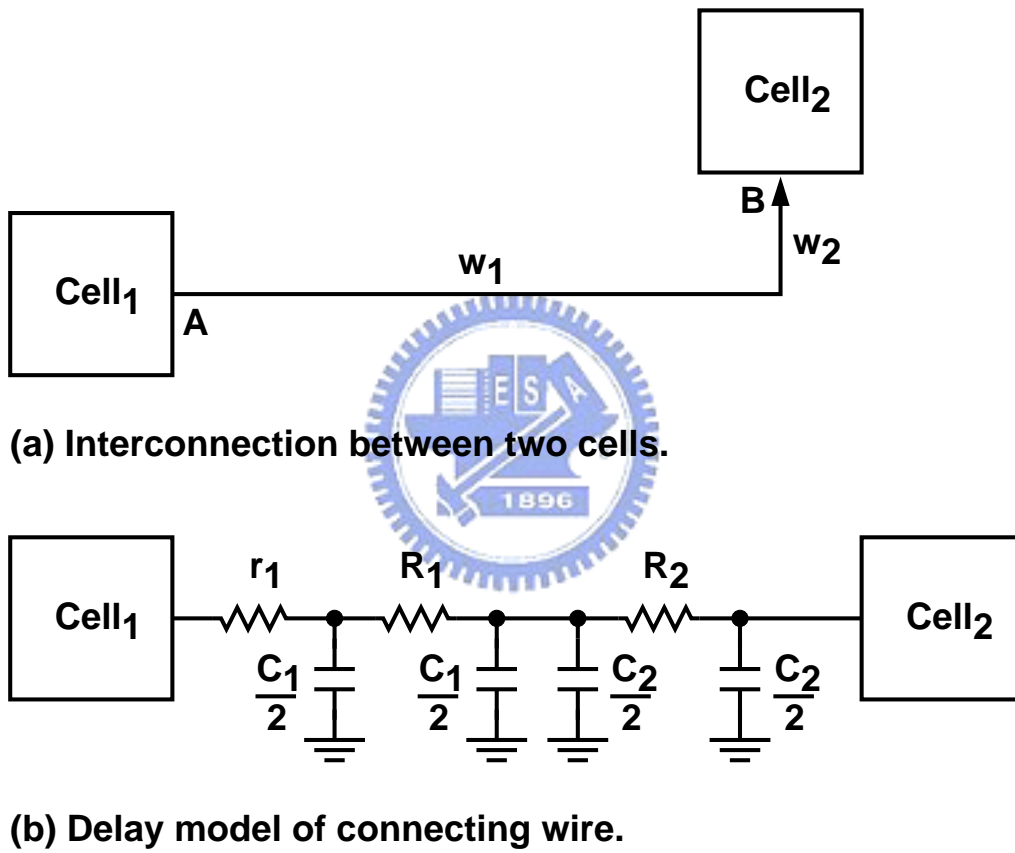 Cell₂
B
w₂
w₁
Cell₁
A
E S A
(a) Interconnection between two cells.
1896
r₁ R₁ R₂
Cell₁ Cell₂
C₁/2 C₁/2 C₂/2 C₂/2
(b) Delay model of connecting wire.